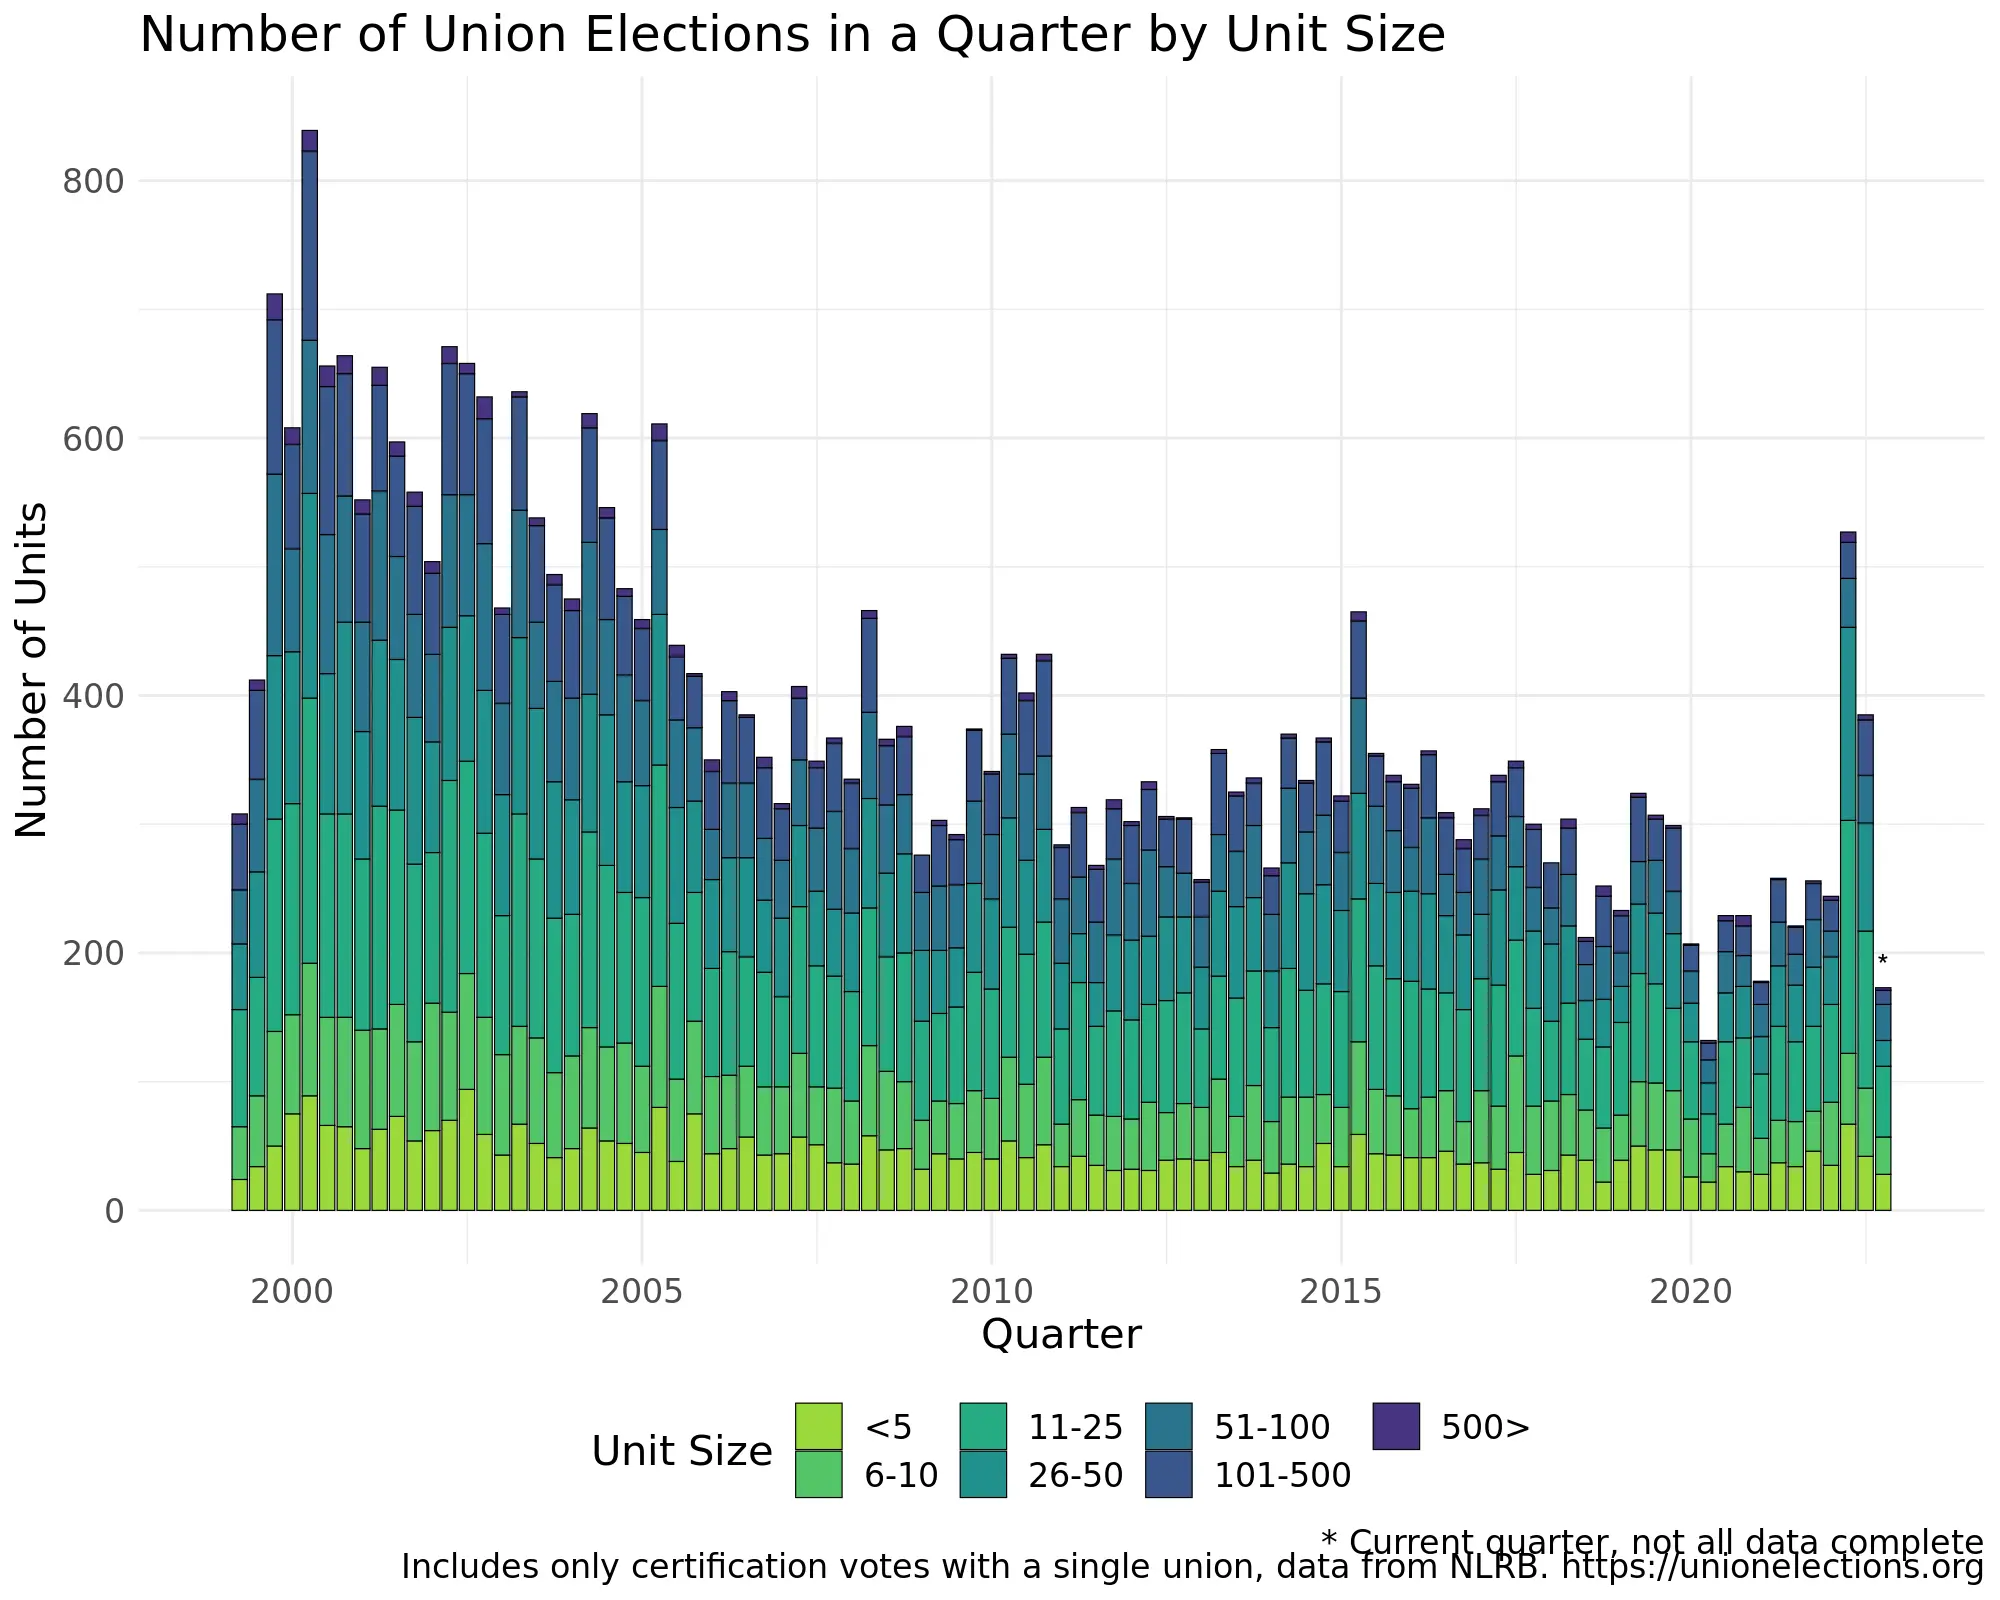 Number of Union Elections in a Quarter by Unit Size
Number of Units
800
600
400
200
0
*
2000 2005 2010 2015 2020
Quarter
Unit Size
<5 11-25 51-100 500>
6-10 26-50 101-500
* Current quarter, not all data complete
Includes only certification votes with a single union, data from NLRB. https://unionelections.org